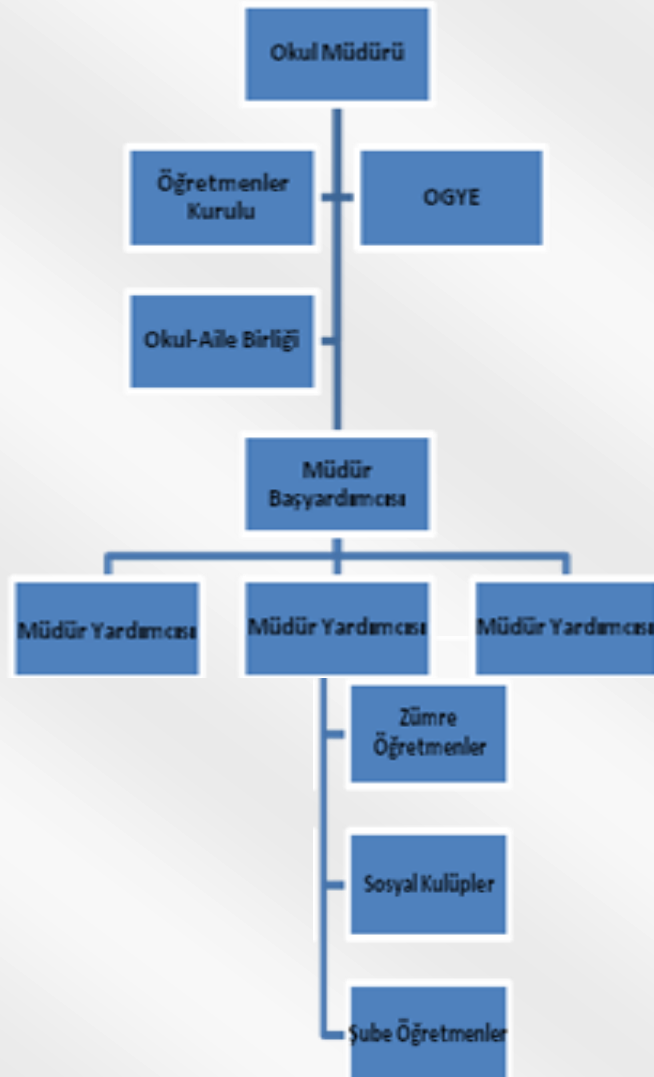 Okul Müdürü
Öğretmenler
Kurulu
OGYE
Okul-Aile Birliği
Müdür
Başyardımcısı
Müdür Yardımcısı
Müdür Yardımcısı
Müdür Yardımcısı
Zümre
Öğretmenler
Sosyal Kulüpler
Şube Öğretmenler